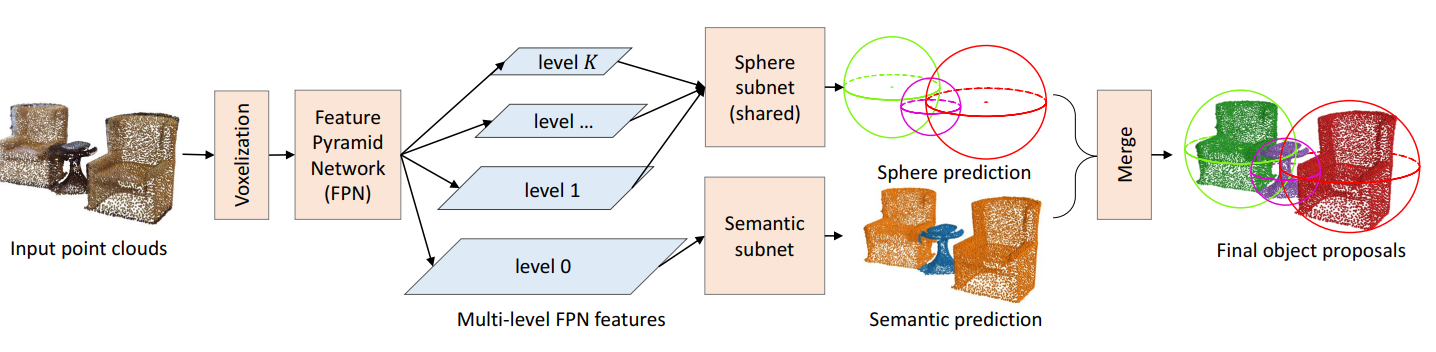 Input point clouds
Voxelization
Feature
Pyramid
Network
(FPN)
level K
level ...
level 1
level 0
Multi-level FPN features
Sphere
subnet
(shared)
Semantic
subnet
Sphere prediction
Semantic prediction
Merge
Final object proposals